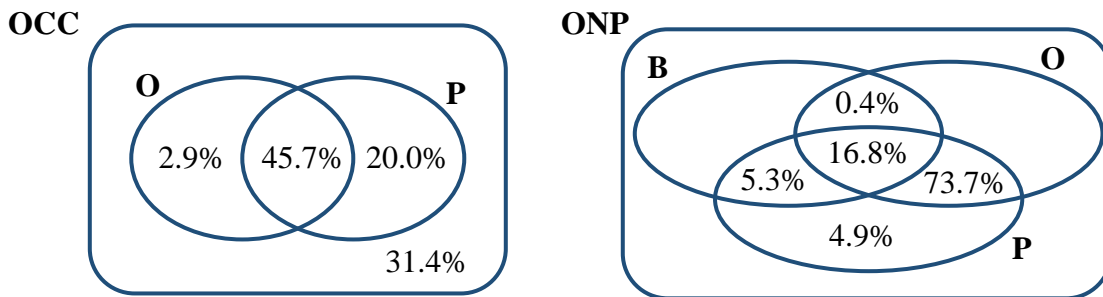 OCC
O
P
2.9%
45.7%
20.0%
31.4%
ONP
B
O
0.4%
16.8%
5.3%
73.7%
4.9%
P